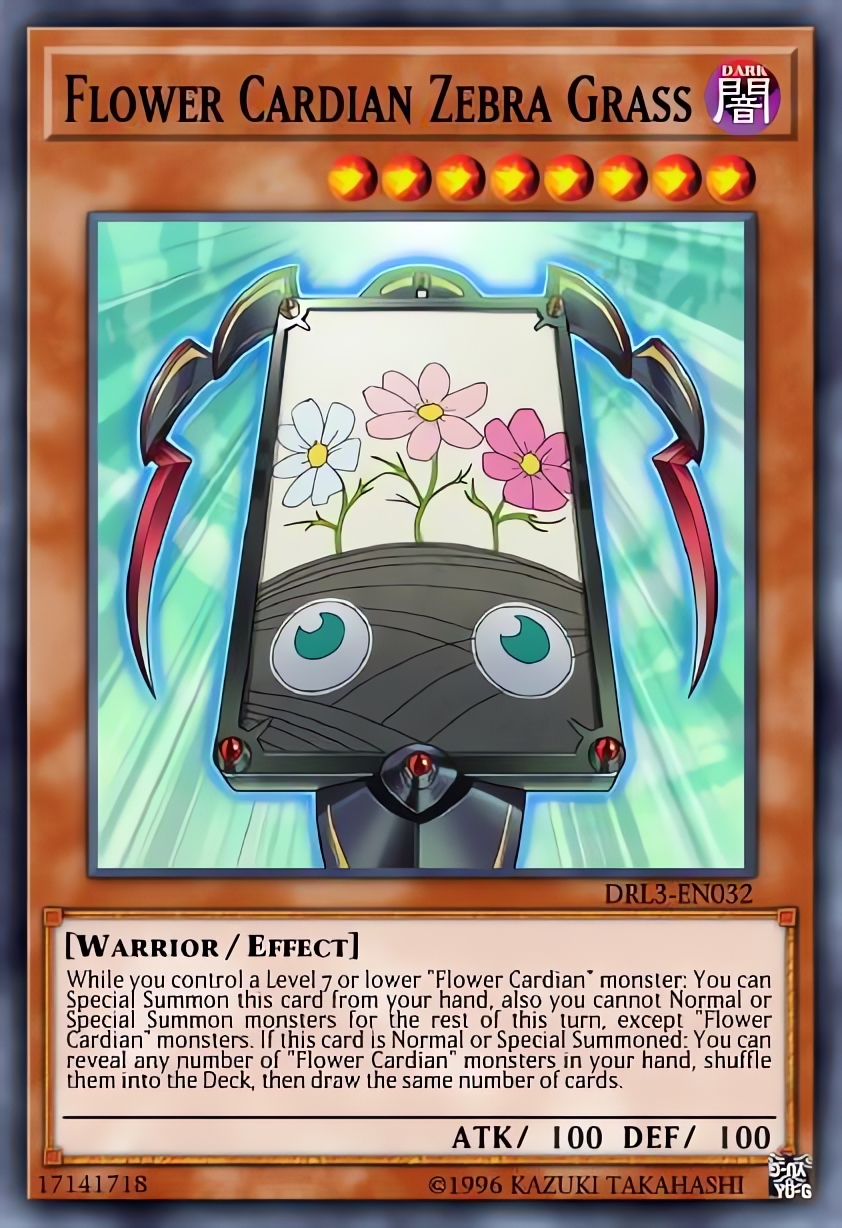 Flower Cardian Zebra Grass
DARK
闇
DRL3-EN032
[Warrior / Effect]
While you control a Level 7 or lower "Flower Cardian" monster: You can
Special Summon this card from your hand, also you cannot Normal or
Special Summon monsters for the rest of this turn, except "Flower
Cardian" monsters. If this card is Normal or Special Summoned: You can
reveal any number of "Flower Cardian" monsters in your hand, shuffle
them into the Deck, then draw the same number of cards.
ATK/ 100 DEF/ 100
17141718
©1996 KAZUKI TAKAHASHI